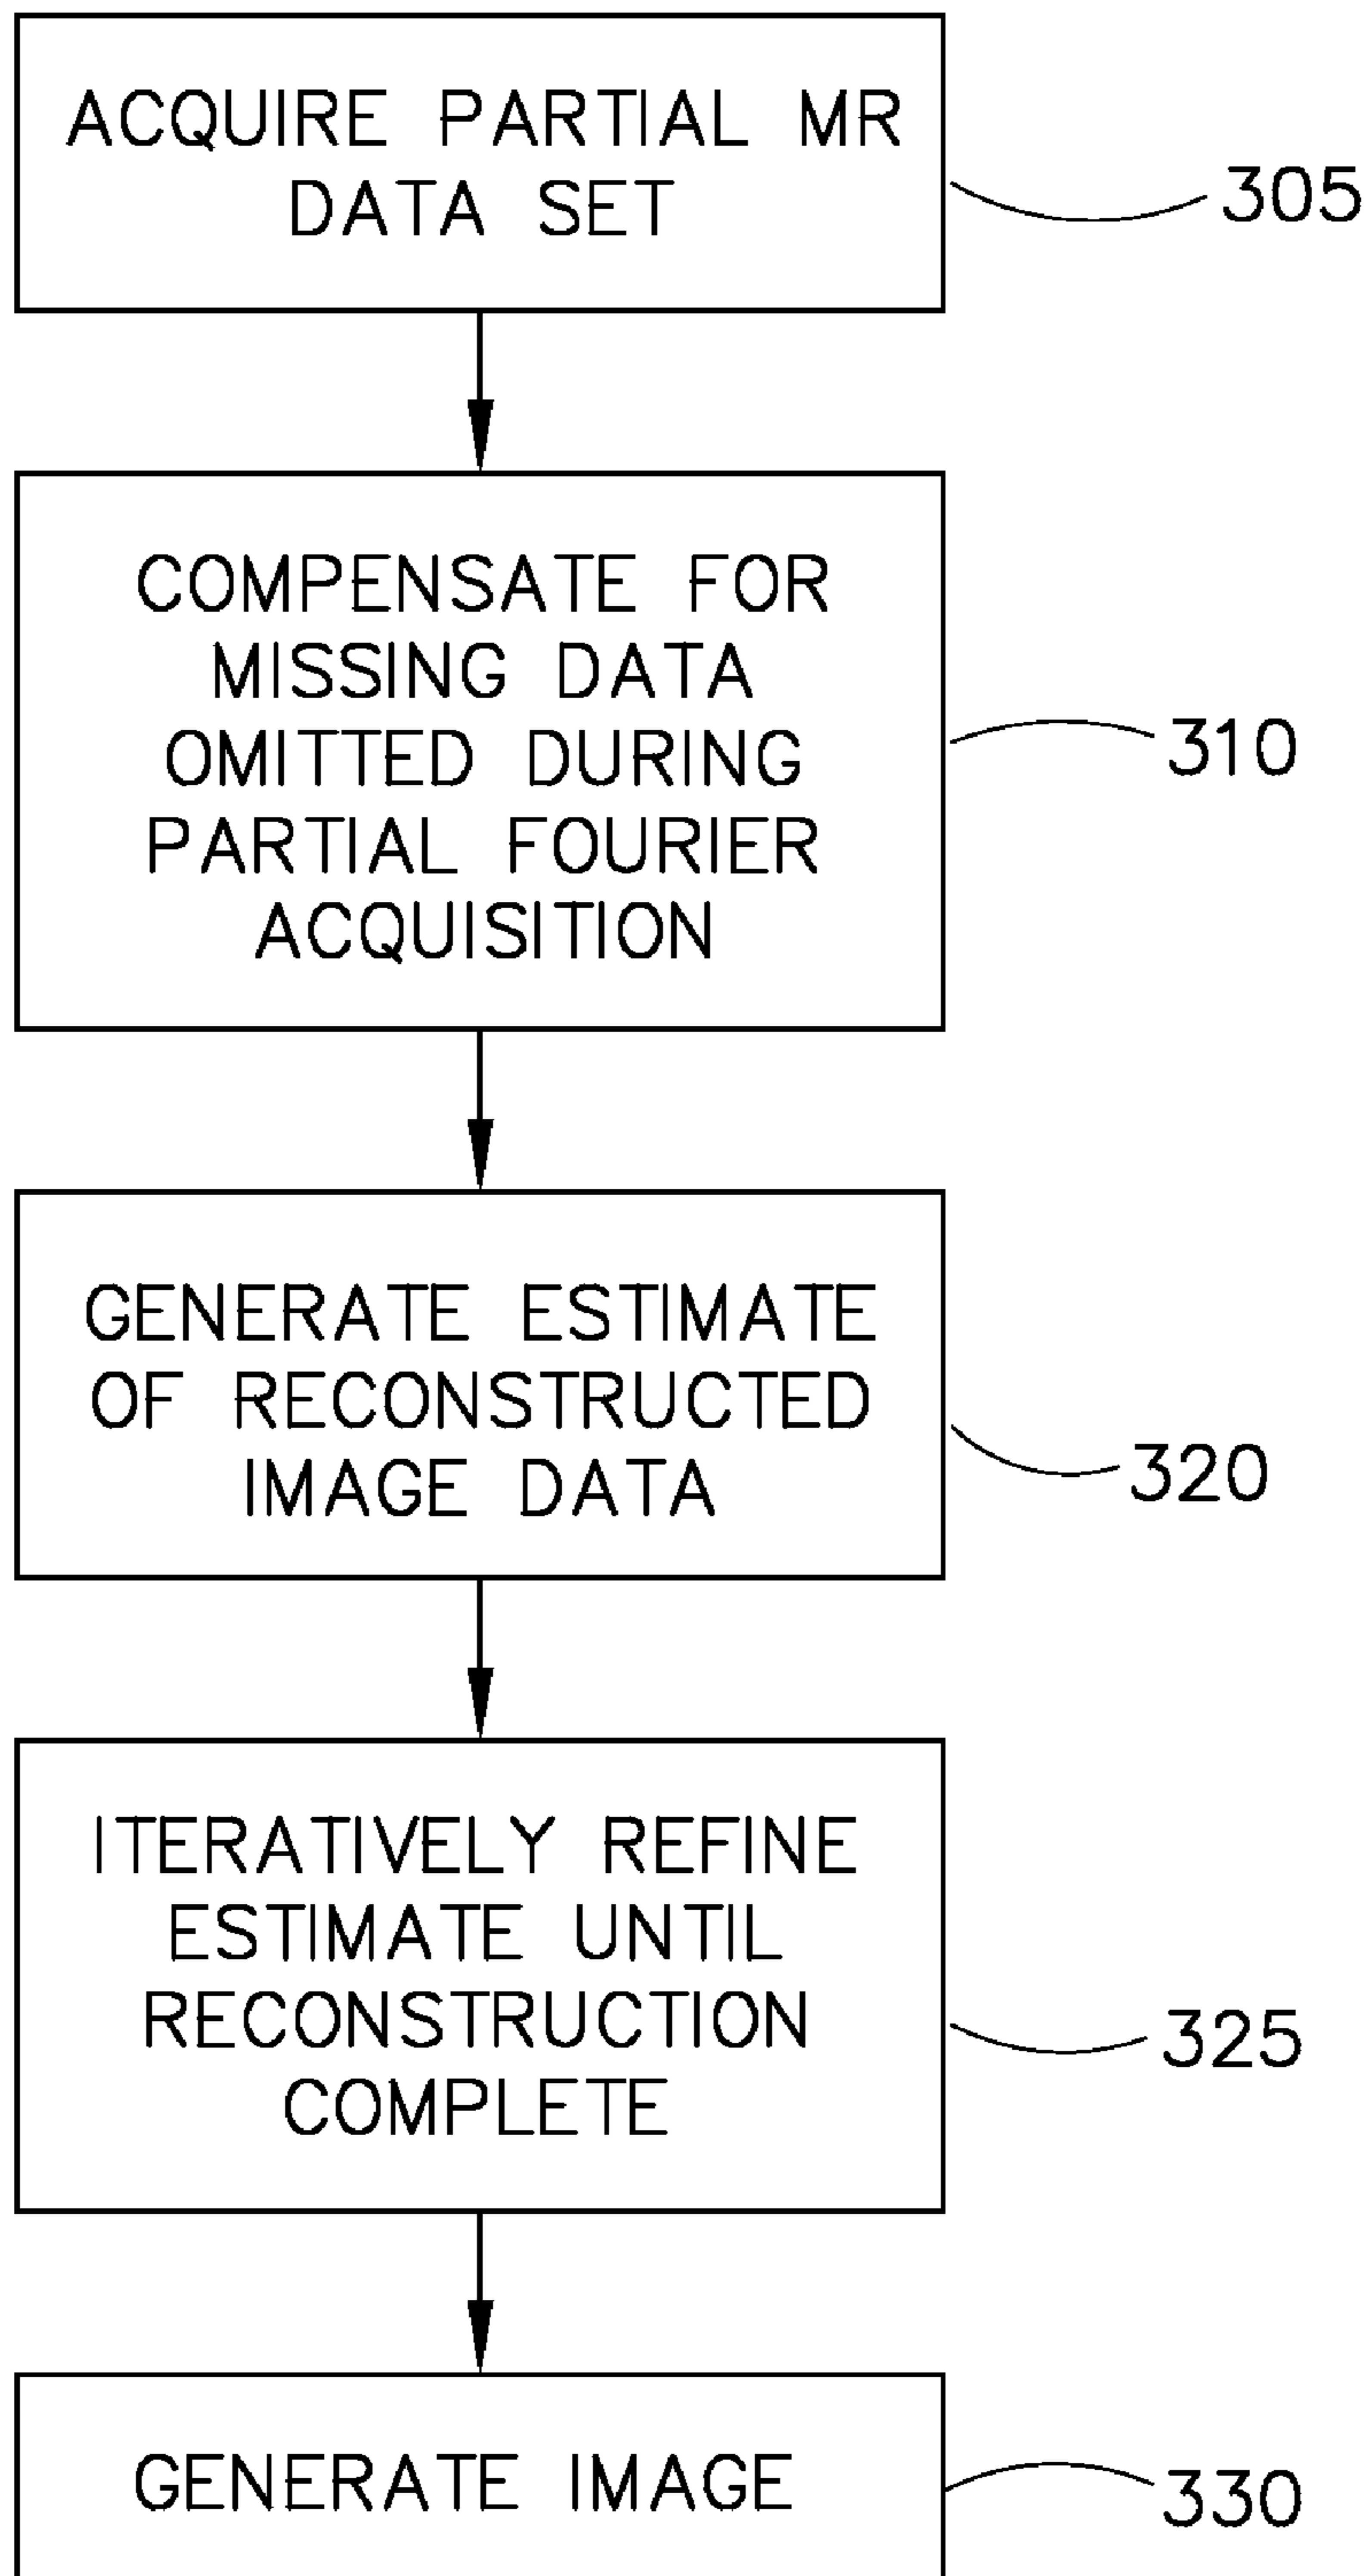 ACQUIRE PARTIAL MR
DATA SET
305
COMPENSATE FOR
MISSING DATA
OMITTED DURING
PARTIAL FOURIER
ACQUISITION
310
GENERATE ESTIMATE
OF RECONSTRUCTED
IMAGE DATA
320
ITERATIVELY REFINE
ESTIMATE UNTIL
RECONSTRUCTION
COMPLETE
325
GENERATE IMAGE
330